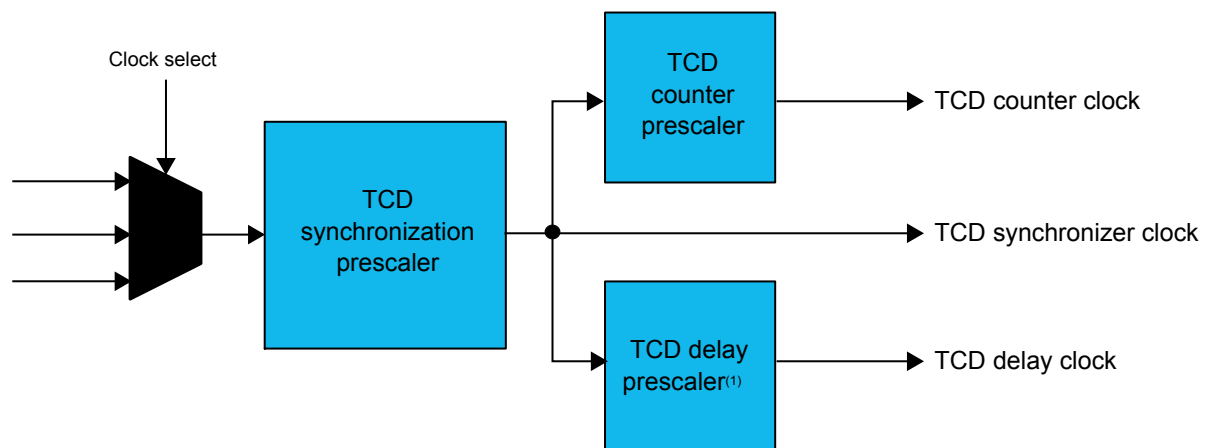 Clock select
TCD
synchronization
prescaler
TCD
counter
prescaler
TCD counter clock
TCD synchronizer clock
TCD delay
prescaler(1)
TCD delay clock